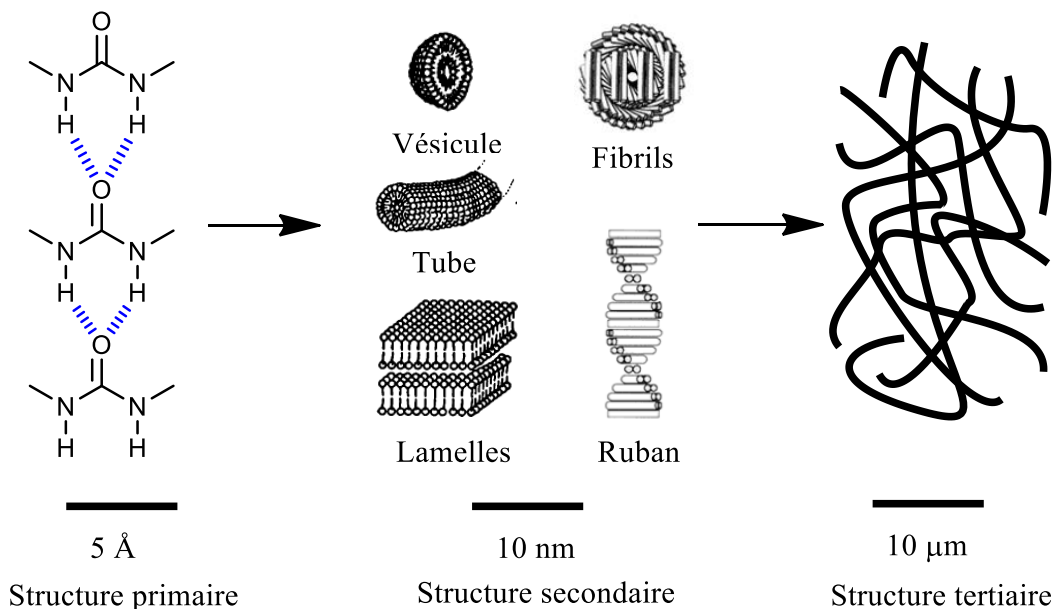 O
N
N
H
H
O
N
N
H
H
O
N
N
H
H
Vésicule
Fibrils
Tube
Lamelles
Ruban
5 Å
10 nm
10 μm
Structure primaire
Structure secondaire
Structure tertiaire